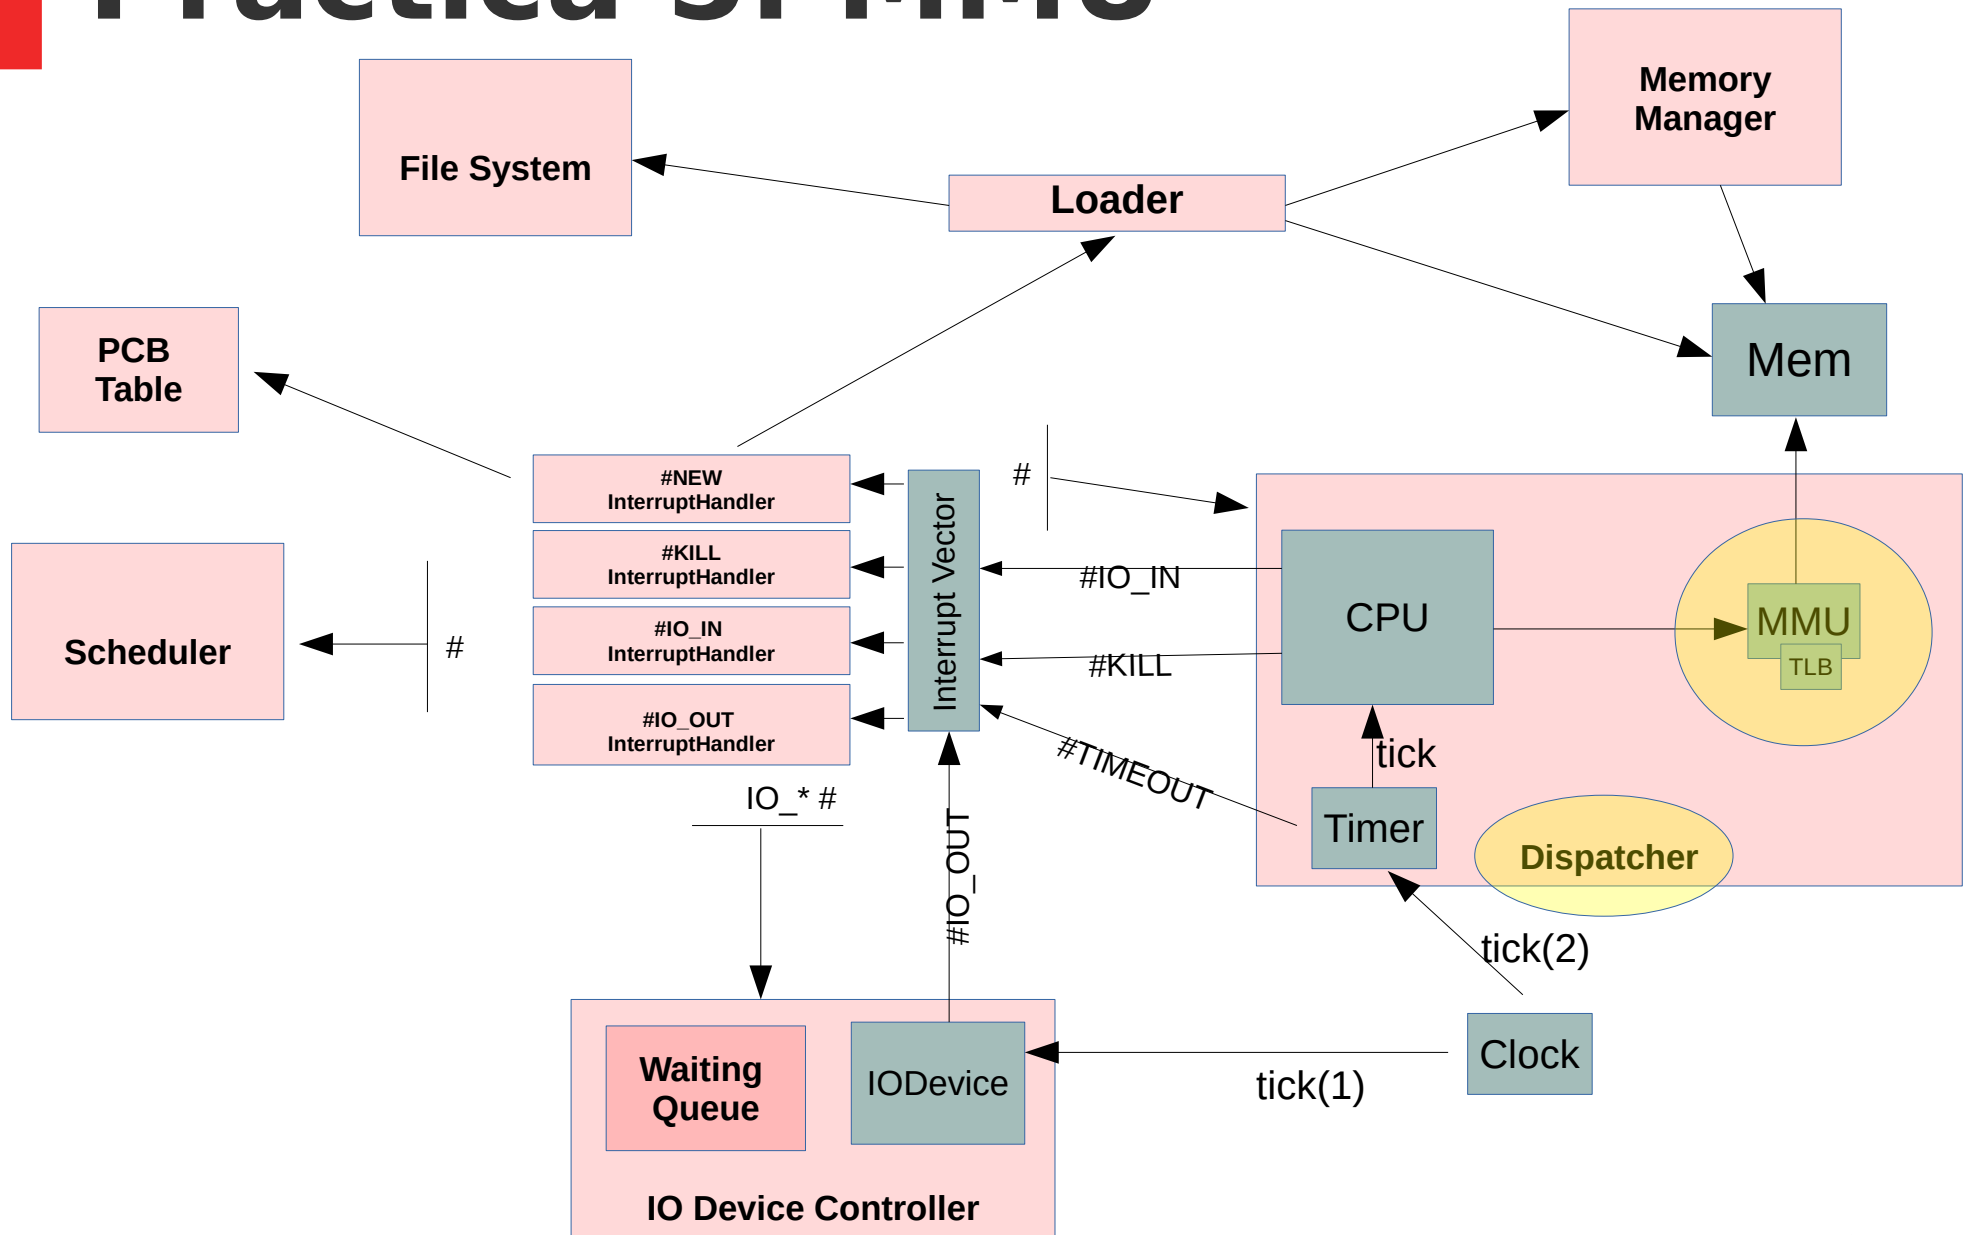 Memory
Manager
File System
Loader
PCB
Table
Mem
#NEW
InterruptHandler
#KILL
InterruptHandler
#IO_IN
InterruptHandler
#IO_OUT
InterruptHandler
Interrupt Vector
#
#IO_IN
#KILL
#TIMEOUT
CPU
MMU
TLB
Scheduler
#
tick
Timer
Dispatcher
IO_* #
#IO_OUT
tick(2)
Clock
tick(1)
Waiting
Queue
IODevice
IO Device Controller